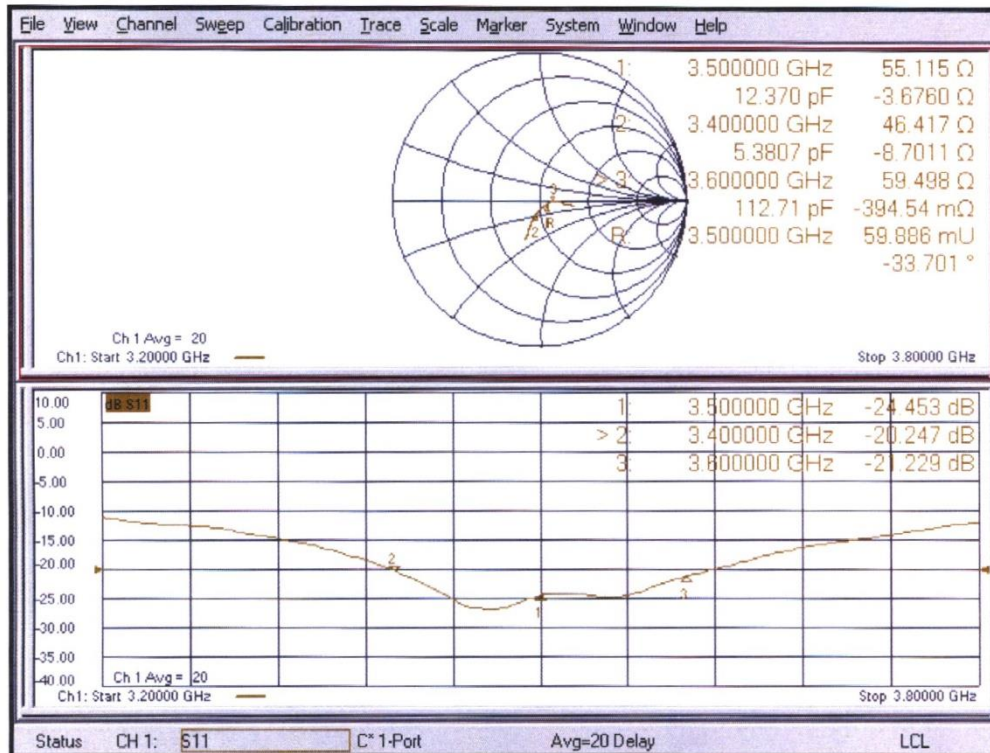 File View Channel Sweep Calibration Trace Scale Marker System Window Help
1: 3.500000 GHz 55.115 Ω
12.370 pF -3.6760 Ω
2: 3.400000 GHz 46.417 Ω
5.3807 pF -8.7011 Ω
> 3: 3.600000 GHz 59.498 Ω
112.71 pF -394.54 mΩ
R: 3.500000 GHz 59.886 mU
-33.701 °
3
2
R
Ch 1 Avg = 20
Ch1: Start 3.20000 GHz
Stop 3.80000 GHz
dB S11
1: 3.500000 GHz -24.453 dB
> 2: 3.400000 GHz -20.247 dB
3: 3.600000 GHz -21.229 dB
10.00
5.00
0.00
-5.00
-10.00
-15.00
-20.00
-25.00
-30.00
-35.00
-40.00
2
1
3
Ch 1 Avg = 20
Ch1: Start 3.20000 GHz
Stop 3.80000 GHz
Status CH 1: S11 C* 1-Port Avg=20 Delay LCL